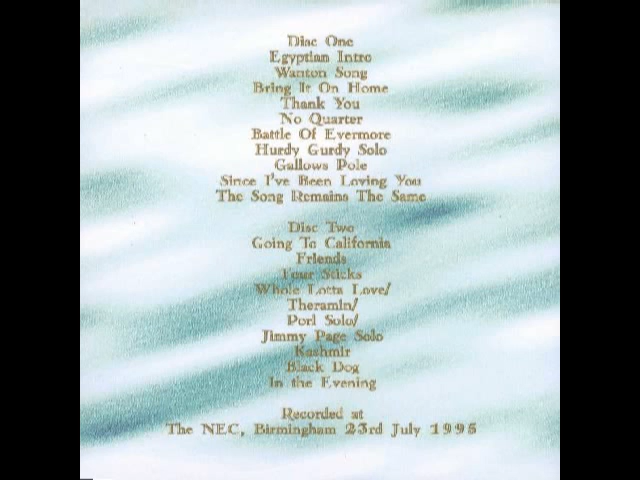 Disc One
Egyptian Intro
Wanton Song
Bring It On Home
Thank You
No Quarter
Battle Of Evermore
Hurdy Gurdy Solo
Gallows Pole
Since I've Been Loving You
The Song Remains The Same
Disc Two
Going To California
Friends
Four Sticks
Whole Lotta Love/
Theramin/
Porl Solo/
Jimmy Page Solo
Kashmir
Black Dog
In the Evening
Recorded at
The NEC, Birmingham 23rd July 1995